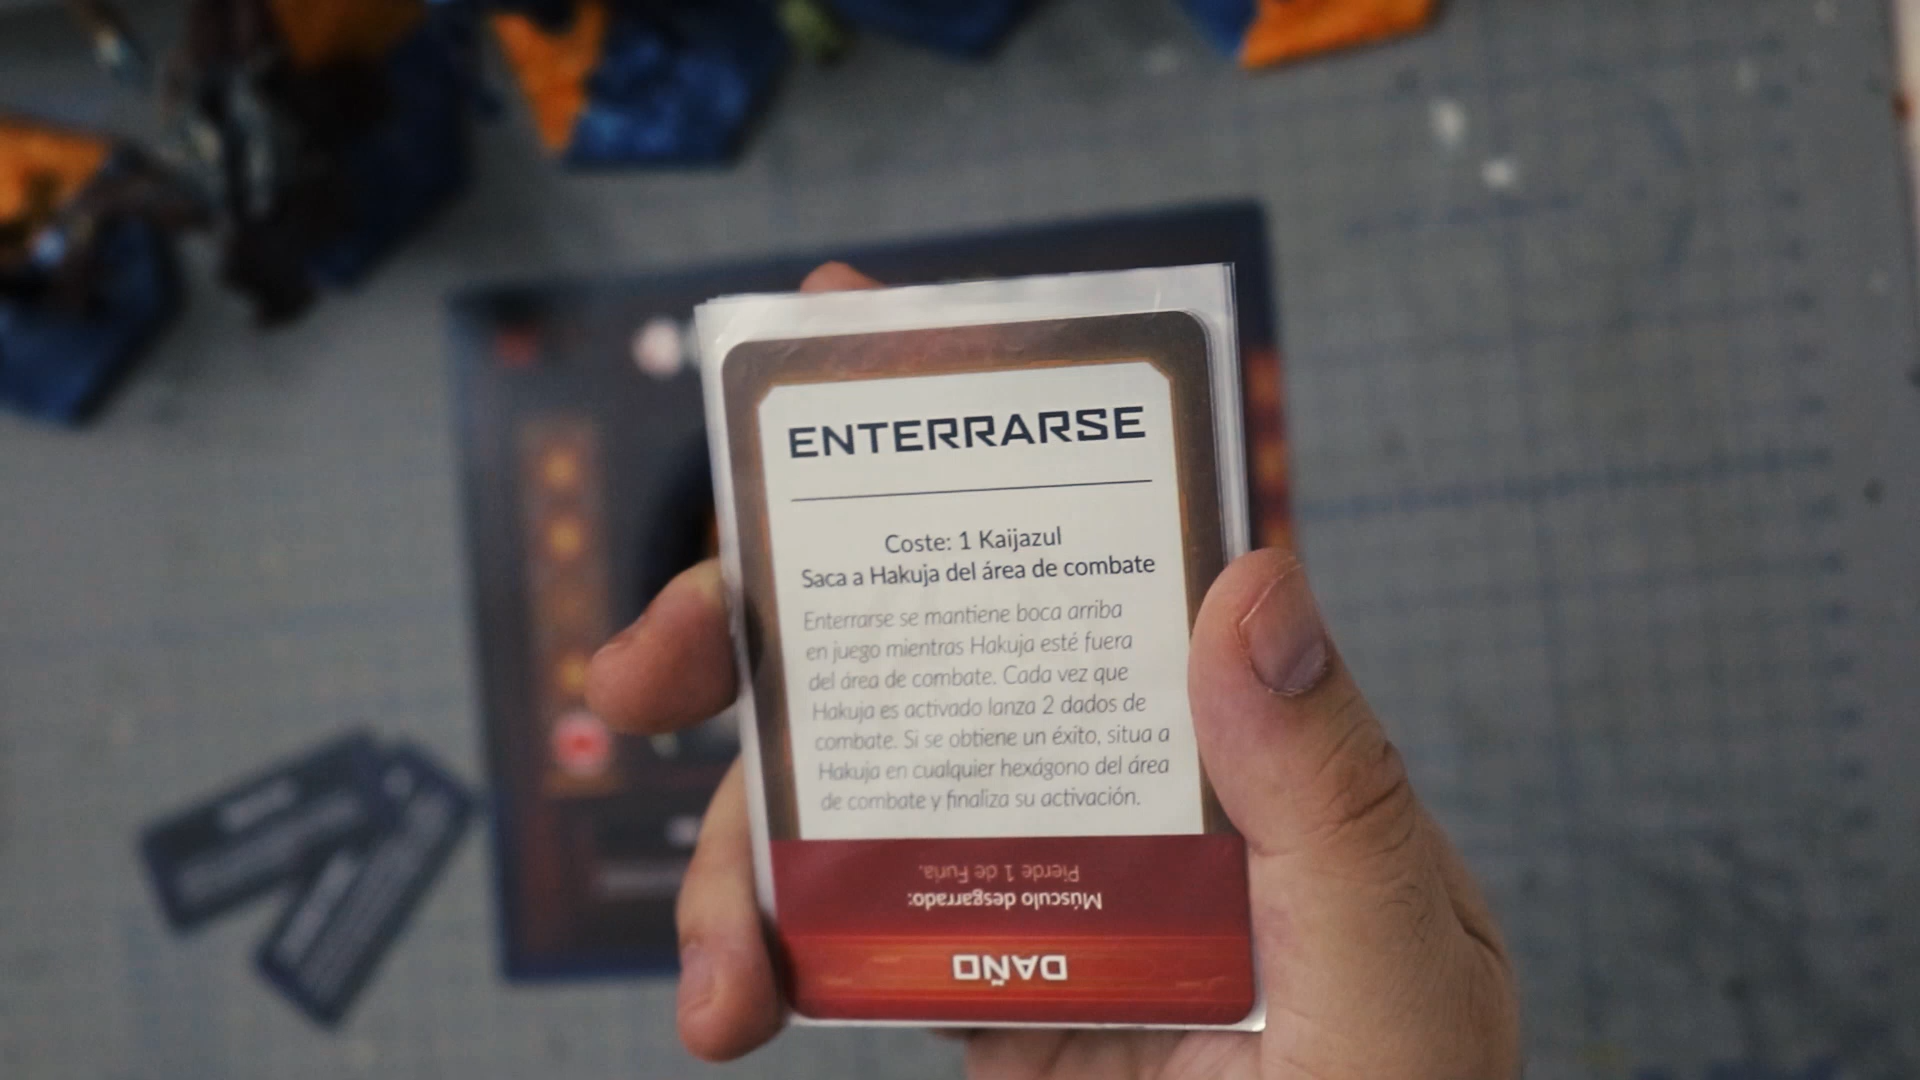 ENTERRARSE
Coste: 1 Kaijazul
Saca a Hakuja del área de combate
Enterrarse se mantiene boca arriba
en juego mientras Hakuja esté fuera
del área de combate. Cada vez que
Hakuja es activado lanza 2 dados de
combate. Si se obtiene un éxito, situa a
Hakuja en cualquier hexágono del área
de combate y finaliza su activación.
DAÑO
Músculo desgarrado:
Pierde 1 de Furia.